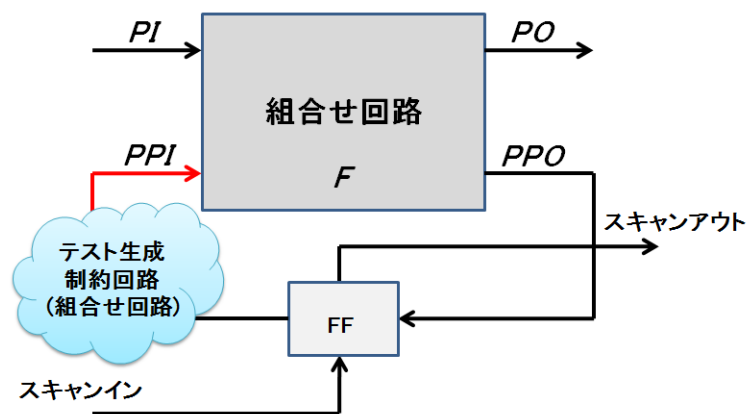 PI
PO
組合せ回路
F
PPI
PPO
スキャンアウト
テスト生成
制約回路
(組合せ回路)
FF
スキャンイン